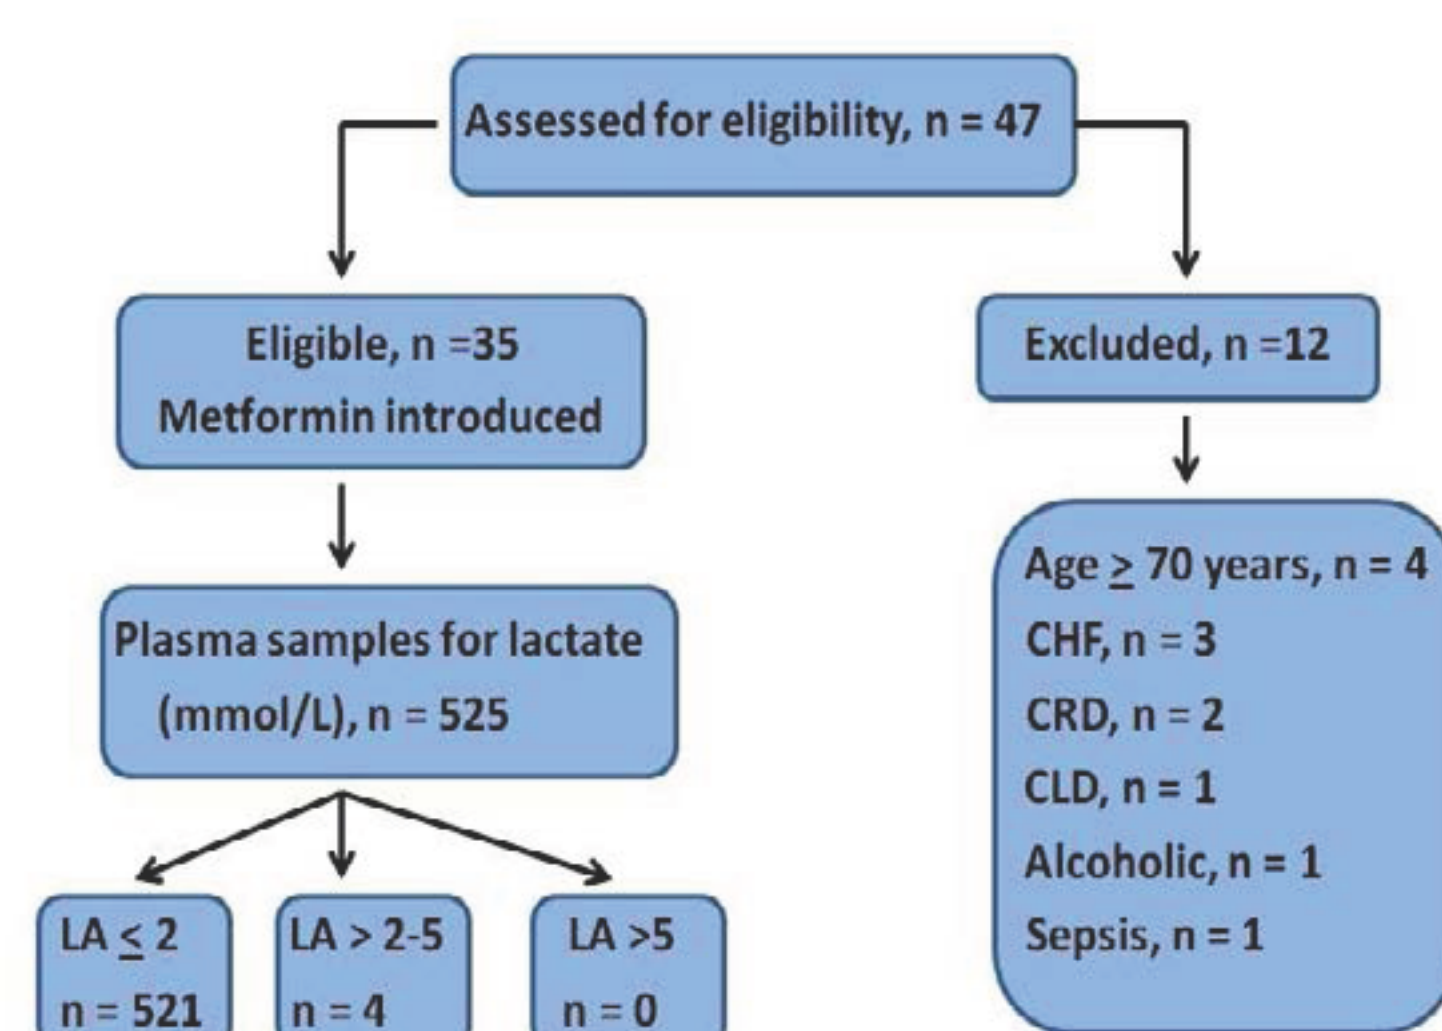 Assessed for eligibility, n = 47
Eligible, n =35
Metformin introduced
Excluded, n =12
Plasma samples for lactate
(mmol/L), n = 525
Age ≥ 70 years, n = 4
CHF, n = 3
CRD, n = 2
CLD, n = 1
Alcoholic, n = 1
Sepsis, n = 1
LA ≤ 2
n = 521
LA > 2-5
n = 4
LA >5
n = 0